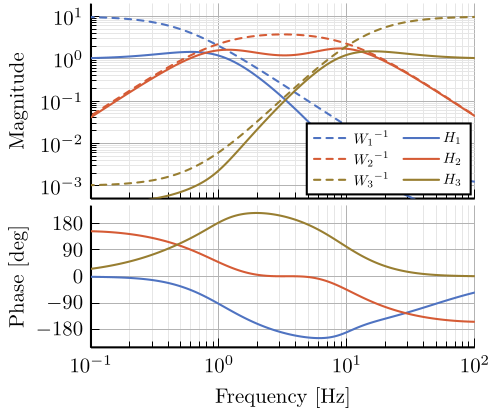 Magnitude
10^1
10^0
10^−1
10^−2
10^−3
W_1^−1 H_1
W_2^−1 H_2
W_3^−1 H_3
Phase [deg]
180
90
0
−90
−180
10^−1 10^0 10^1 10^2
Frequency [Hz]